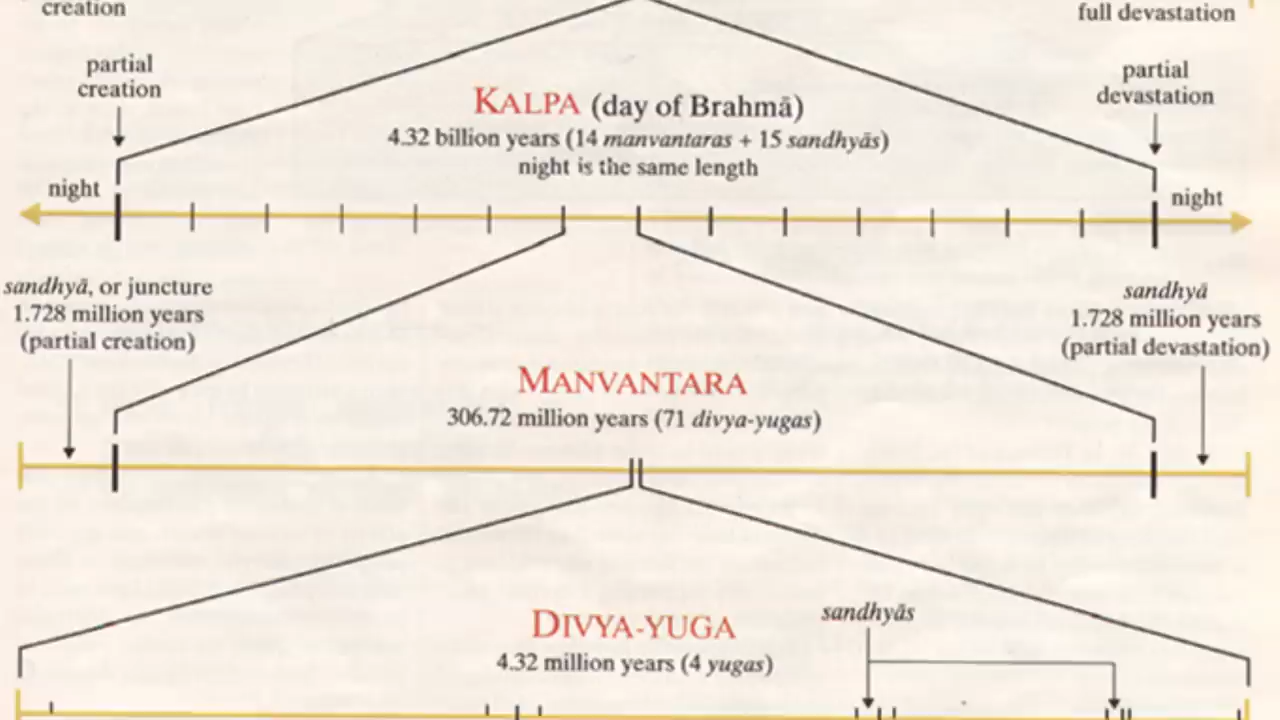 creation
full devastation
partial
creation
partial
devastation
KALPA (day of Brahmā)
4.32 billion years (14 manvantaras + 15 sandhyās)
night is the same length
night
night
sandhyā, or juncture
1.728 million years
(partial creation)
sandhyā
1.728 million years
(partial devastation)
MANVANTARA
306.72 million years (71 divya-yugas)
DIVYA-YUGA
4.32 million years (4 yugas)
sandhyās